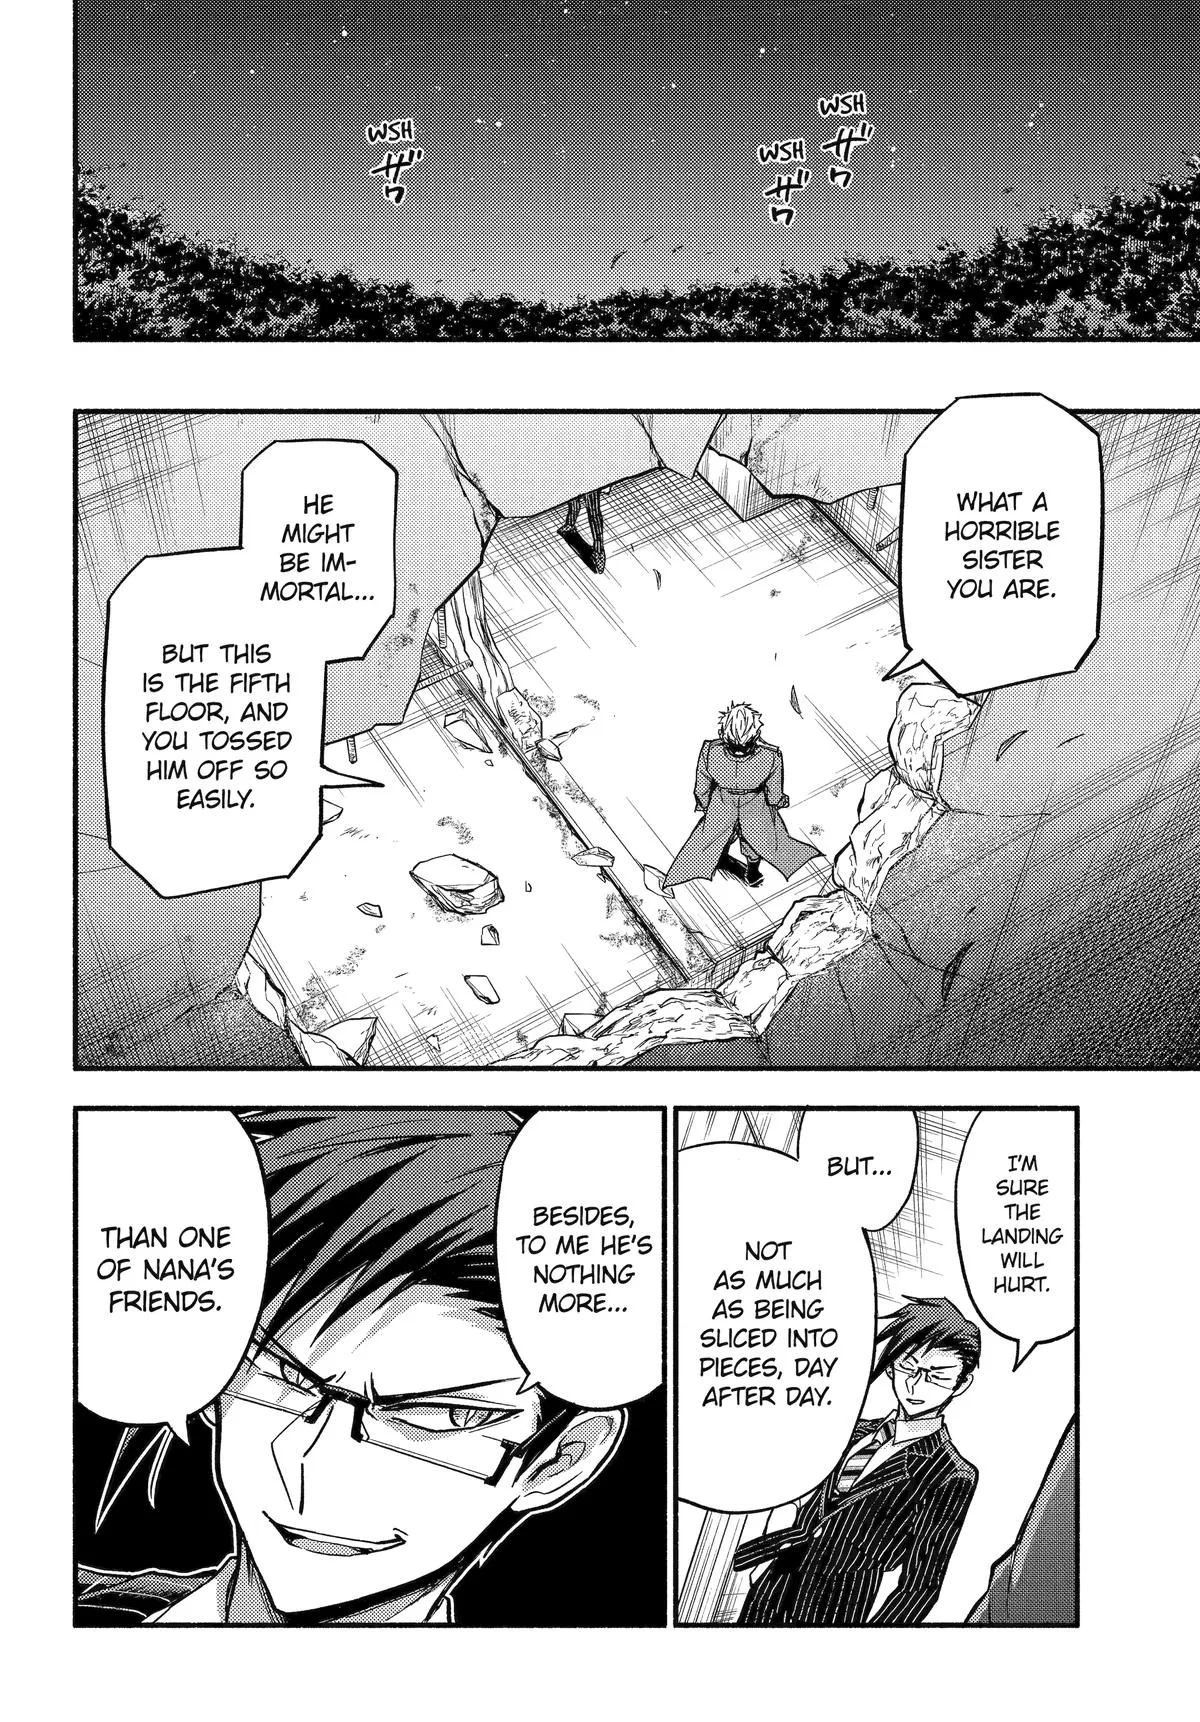 WSH
ザワ
WSH
ザワ
WSH
ザワ
WHAT A
HORRIBLE
SISTER
YOU ARE.
HE
MIGHT
BE IM-
MORTAL...
BUT THIS
IS THE FIFTH
FLOOR, AND
YOU TOSSED
HIM OFF SO
EASILY.
I'M
SURE
THE
LANDING
WILL
HURT.
BUT...
NOT
AS MUCH
AS BEING
SLICED INTO
PIECES, DAY
AFTER DAY.
BESIDES,
TO ME HE'S
NOTHING
MORE...
THAN ONE
OF NANA'S
FRIENDS.